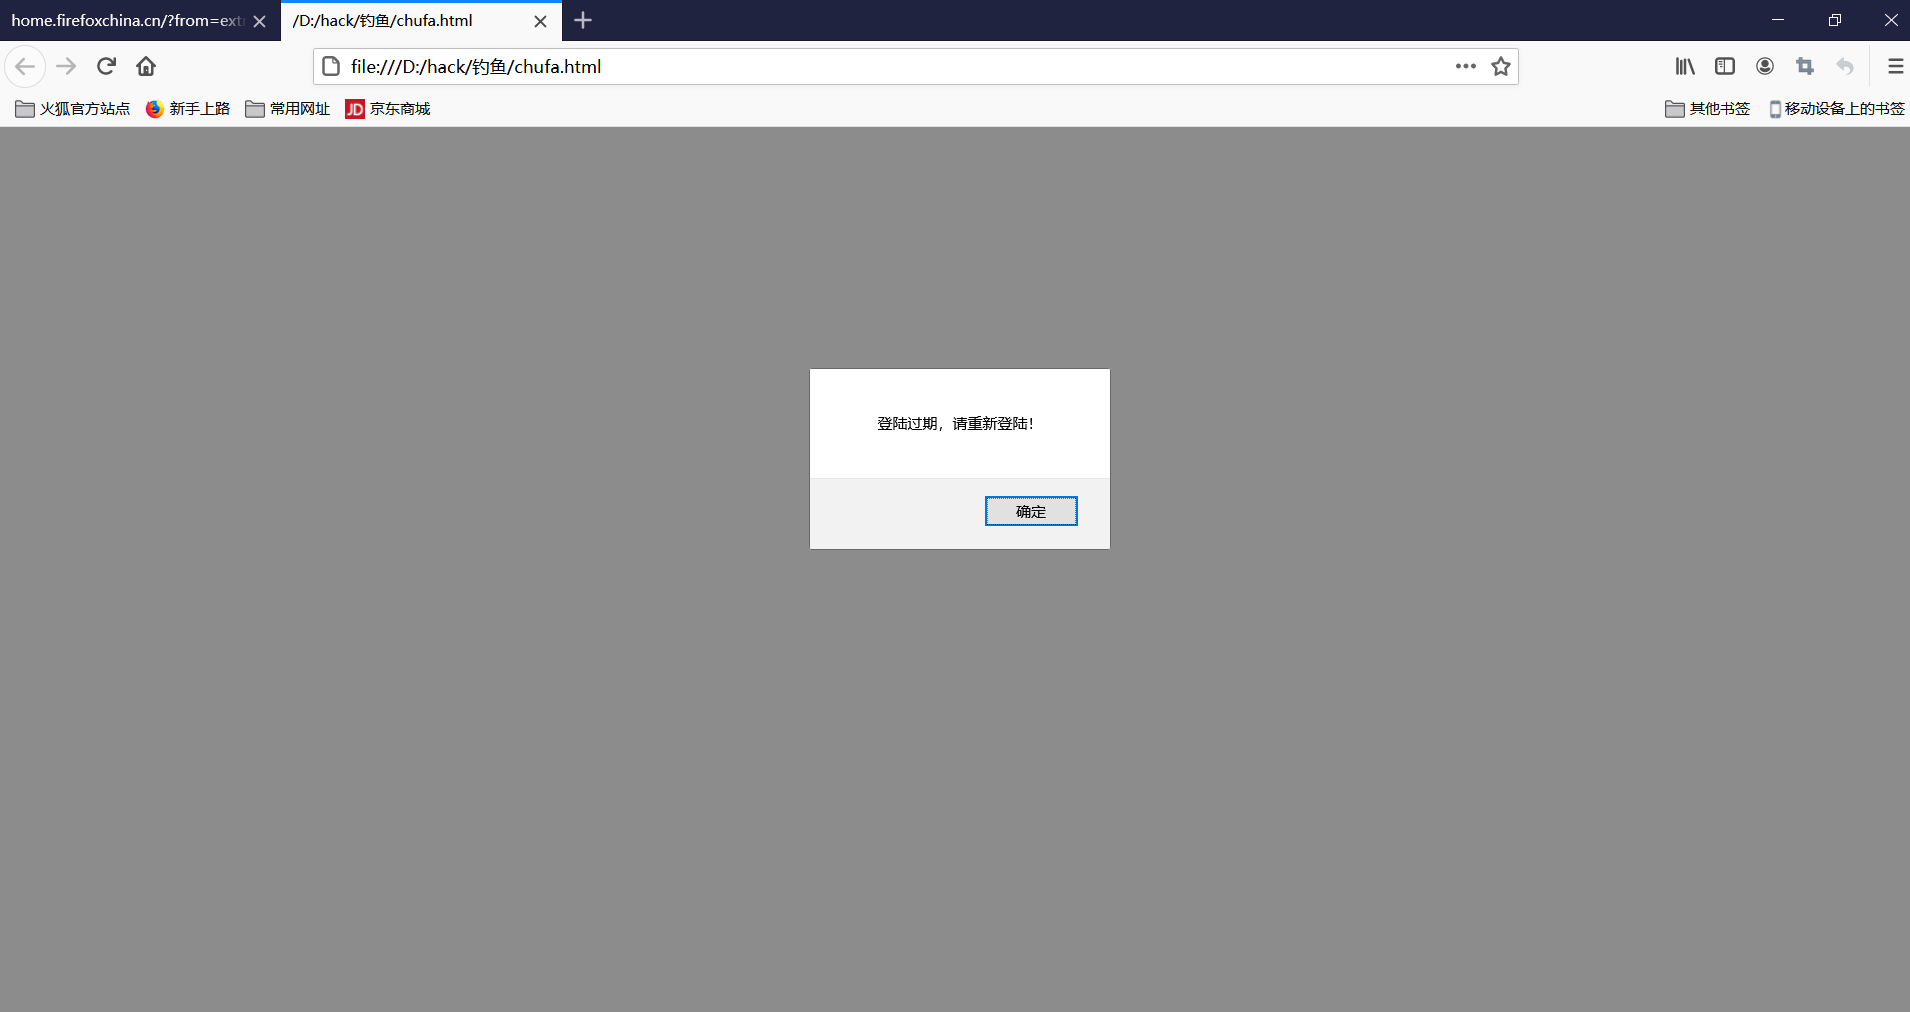 home.firefoxchina.cn/?from=extr
/D:/hack/钓鱼/chufa.html
file:///D:/hack/钓鱼/chufa.html
火狐官方站点 新手上路 常用网址 JD 京东商城 其他书签 移动设备上的书签
登陆过期，请重新登陆！
确定